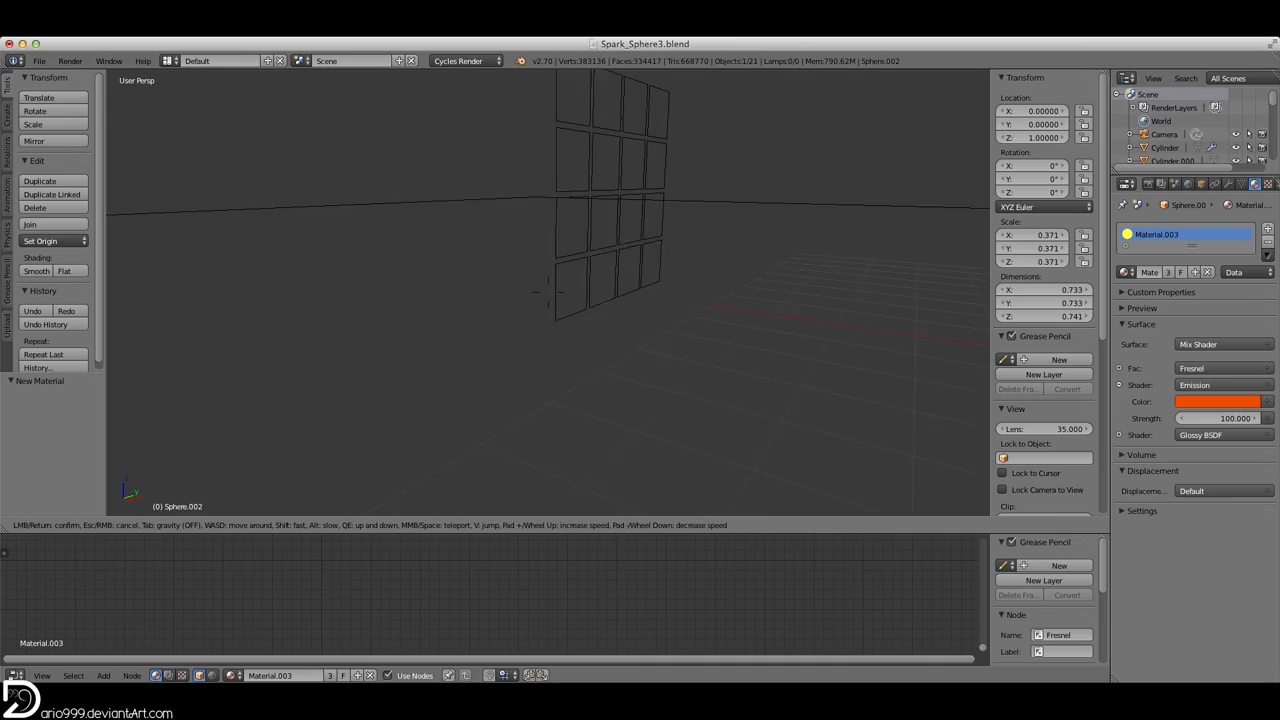 Spark_Sphere3.blend
File Render Window Help Default Scene Cycles Render v2.70 | Verts:383136 | Faces:334417 | Tris:668770 | Objects:1/21 | Lamps:0/0 | Mem:790.62M | Sphere.002
Tools
Create
Relations
Animation
Physics
Grease Pencil
Upload
Transform
Translate
Rotate
Scale
Mirror
Edit
Duplicate
Duplicate Linked
Delete
Join
Set Origin
Shading:
Smooth Flat
History
Undo Redo
Undo History
Repeat:
Repeat Last
History...
New Material
User Persp
(0) Sphere.002
Transform
Location:
X: 0.00000
Y: 0.00000
Z: 1.00000
Rotation:
X: 0°
Y: 0°
Z: 0°
XYZ Euler
Scale:
X: 0.371
Y: 0.371
Z: 0.371
Dimensions:
X: 0.733
Y: 0.733
Z: 0.741
Grease Pencil
New
New Layer
Delete Fra... Convert
View
Lens: 35.000
Lock to Object:
Lock to Cursor
Lock Camera to View
Clip:
View Search All Scenes
Scene
RenderLayers
World
Camera
Cylinder
Cylinder.000
Sphere.00 Material....
Material.003
Mate 3 F Data
Custom Properties
Preview
Surface
Surface: Mix Shader
Fac: Fresnel
Shader: Emission
Color:
Strength: 100.000
Shader: Glossy BSDF
Volume
Displacement
Displaceme... Default
Settings
LMB/Return: confirm, Esc/RMB: cancel, Tab: gravity (OFF), WASD: move around, Shift: fast, Alt: slow, QE: up and down, MMB/Space: teleport, V: jump, Pad +/Wheel Up: increase speed, Pad -/Wheel Down: decrease speed
Grease Pencil
New
New Layer
Delete Fra... Convert
Node
Name: Fresnel
Label:
Material.003
View Select Add Node Material.003 3 F Use Nodes
ario999.deviantArt.com